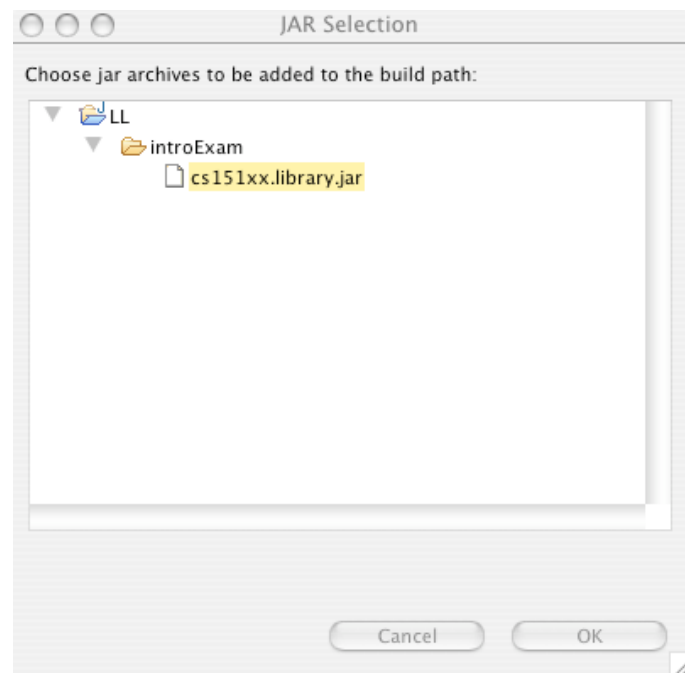 JAR Selection
Choose jar archives to be added to the build path:
LL
introExam
cs151xx.library.jar
Cancel OK